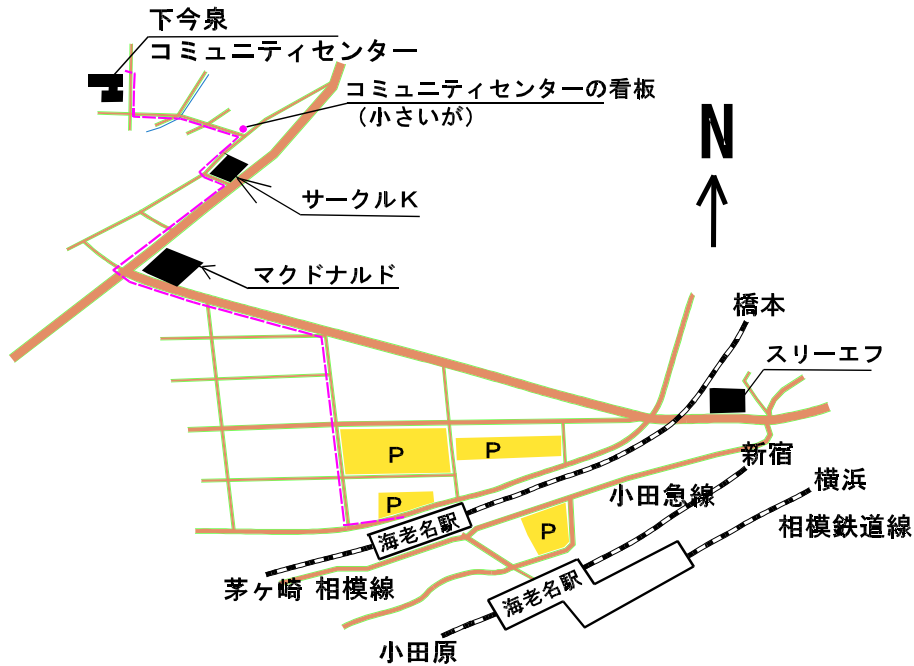 下今泉
コミュニティセンター
コミュニティセンターの看板
(小さいが)
N
サークルK
マクドナルド
橋本
スリーエフ
P
P
新宿
横浜
P
小田急線
P
相模鉄道線
海老名駅
茅ヶ崎 相模線
海老名駅
小田原